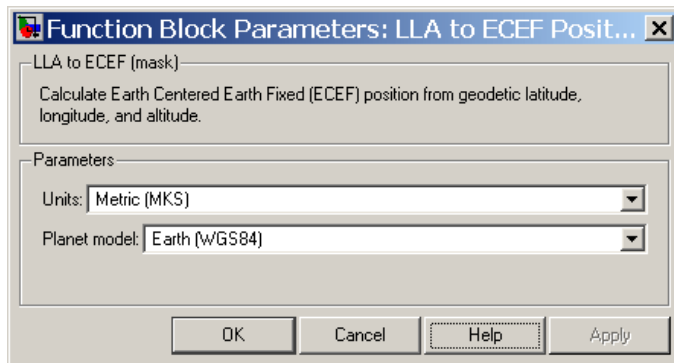 Function Block Parameters: LLA to ECEF Posit...
LLA to ECEF (mask)
Calculate Earth Centered Earth Fixed (ECEF) position from geodetic latitude,
longitude, and altitude.
Parameters
Units: Metric (MKS)
Planet model: Earth (WGS84)
OK Cancel Help Apply